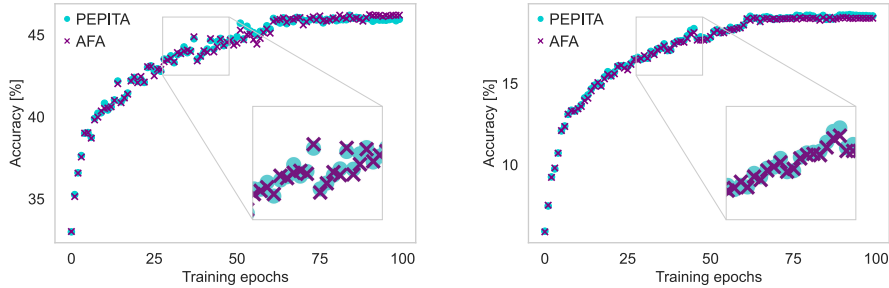 PEPITA
AFA
Accuracy [%]
45
40
35
0 25 50 75 100
Training epochs
PEPITA
AFA
Accuracy [%]
15
10
0 25 50 75 100
Training epochs